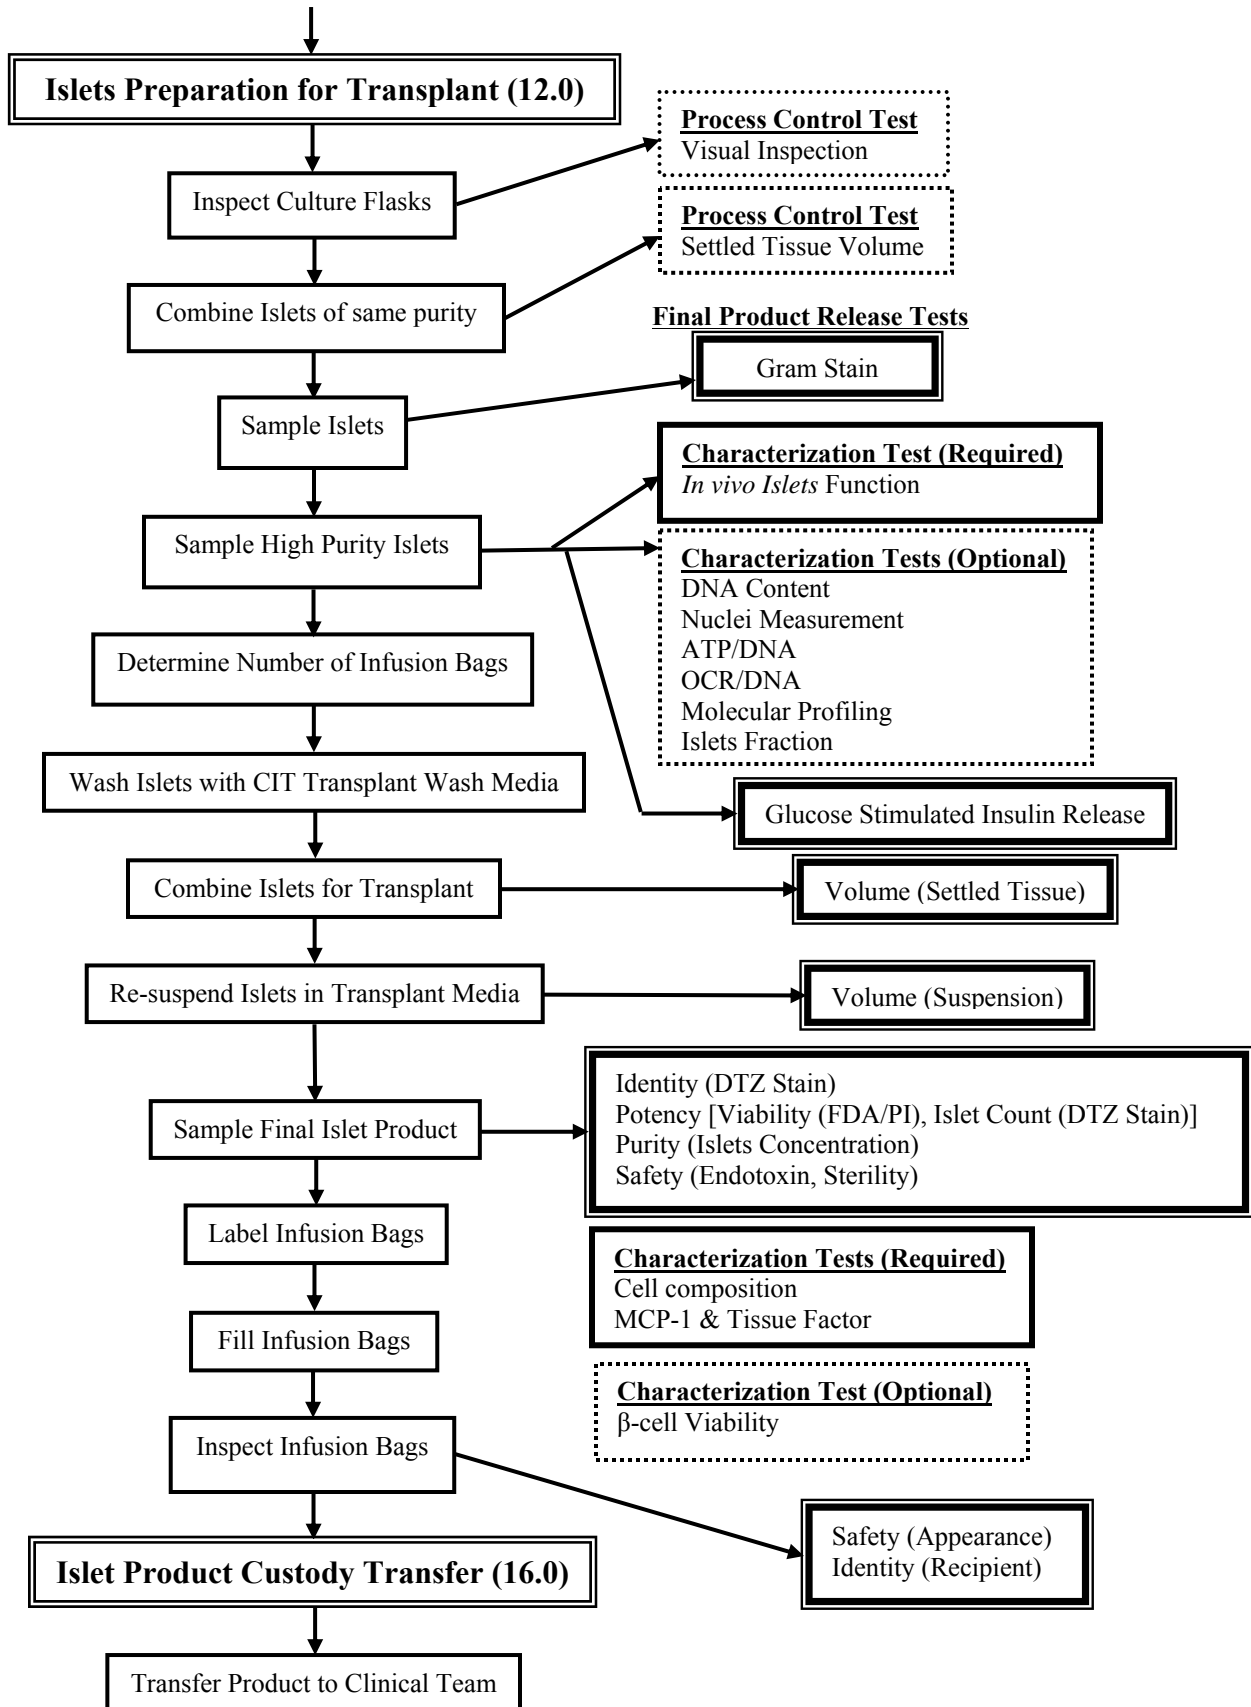 Islets Preparation for Transplant (12.0)
Process Control Test
Visual Inspection
Inspect Culture Flasks
Process Control Test
Settled Tissue Volume
Combine Islets of same purity
Final Product Release Tests
Gram Stain
Sample Islets
Characterization Test (Required)
In vivo Islets Function
Sample High Purity Islets
Characterization Tests (Optional)
DNA Content
Nuclei Measurement
ATP/DNA
OCR/DNA
Molecular Profiling
Islets Fraction
Determine Number of Infusion Bags
Wash Islets with CIT Transplant Wash Media
Glucose Stimulated Insulin Release
Combine Islets for Transplant
Volume (Settled Tissue)
Re-suspend Islets in Transplant Media
Volume (Suspension)
Sample Final Islet Product
Identity (DTZ Stain)
Potency [Viability (FDA/PI), Islet Count (DTZ Stain)]
Purity (Islets Concentration)
Safety (Endotoxin, Sterility)
Label Infusion Bags
Characterization Tests (Required)
Cell composition
MCP-1 & Tissue Factor
Fill Infusion Bags
Characterization Test (Optional)
β-cell Viability
Inspect Infusion Bags
Safety (Appearance)
Identity (Recipient)
Islet Product Custody Transfer (16.0)
Transfer Product to Clinical Team